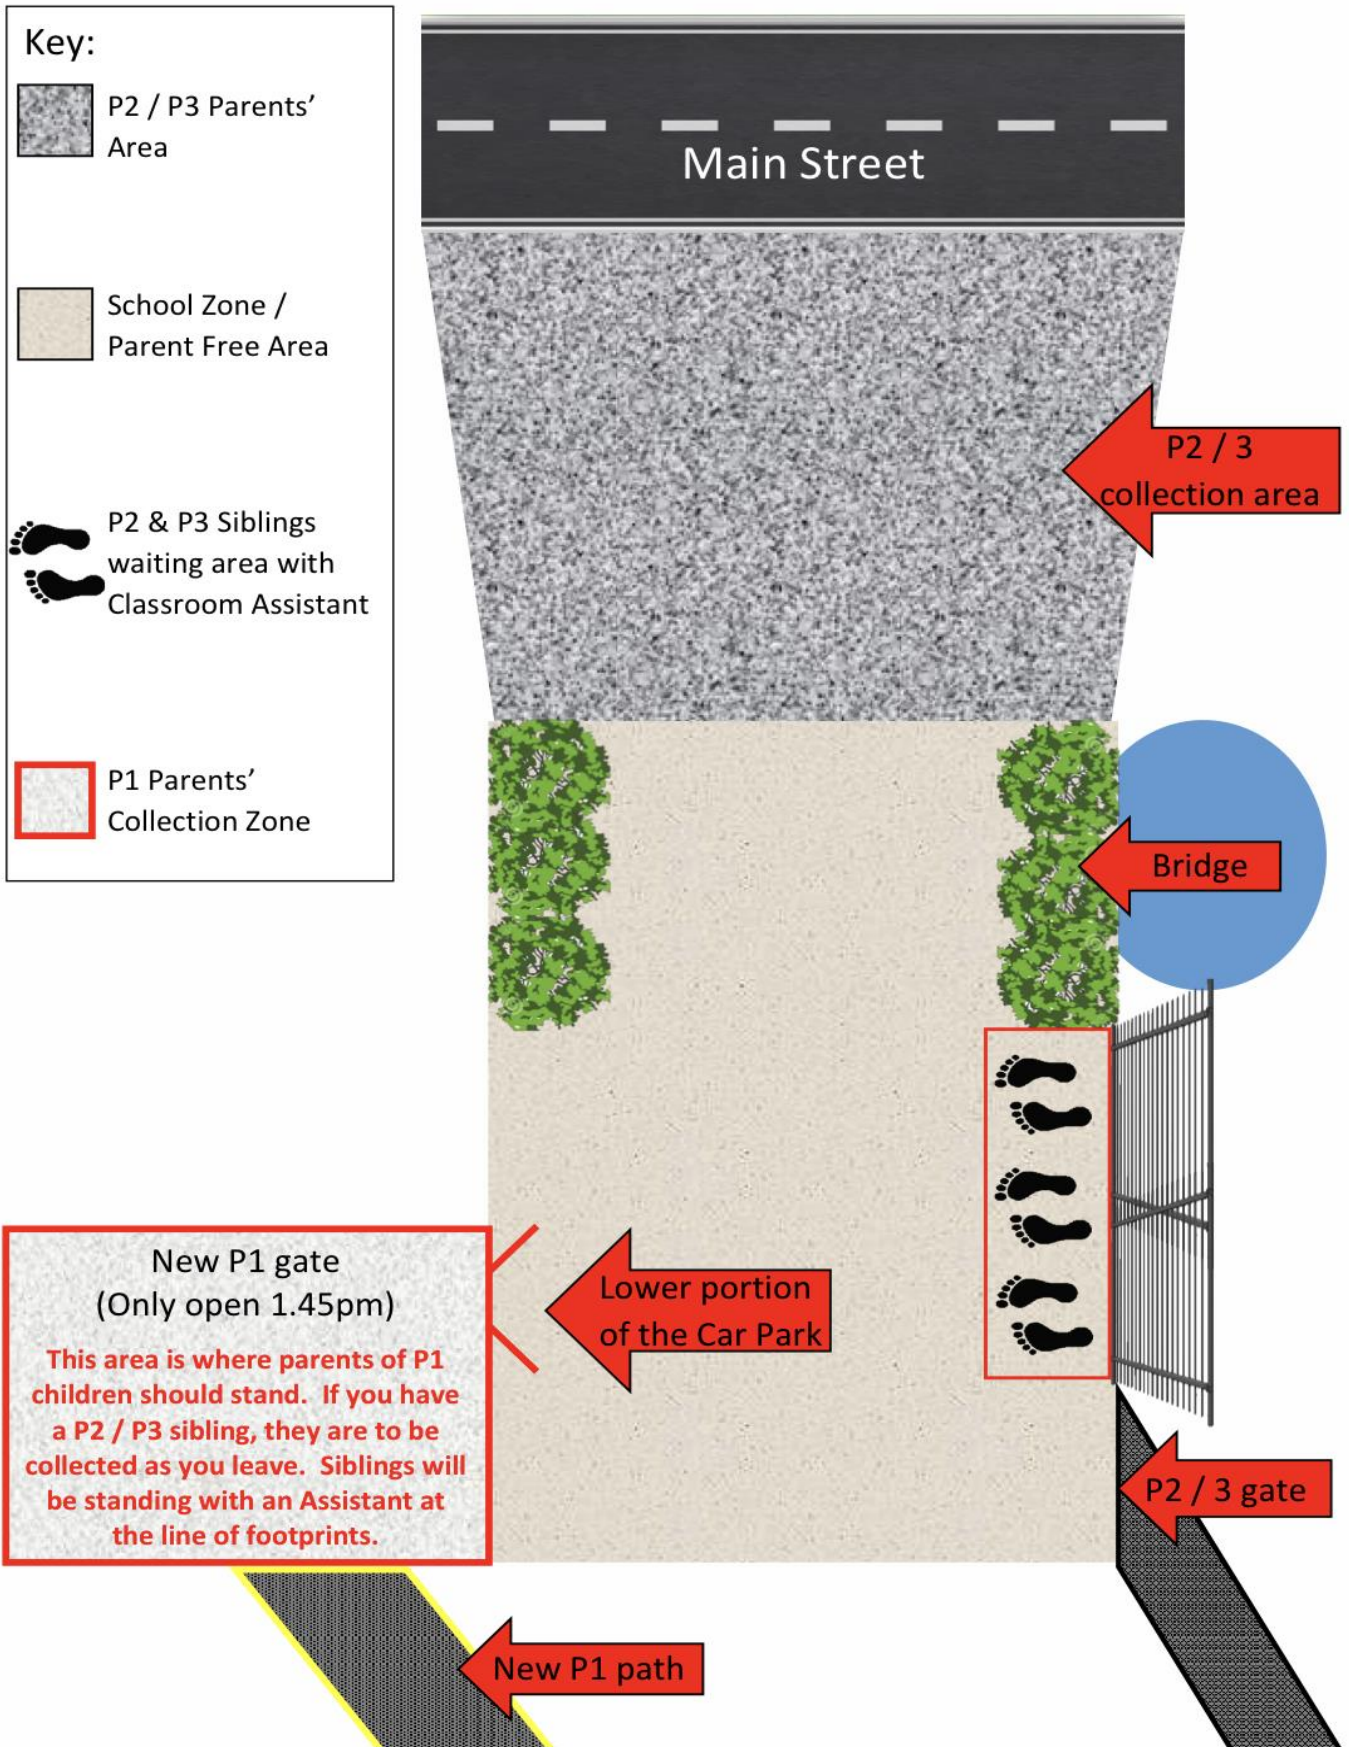 Key:
P2 / P3 Parents’
Area
School Zone /
Parent Free Area
P2 & P3 Siblings
waiting area with
Classroom Assistant
P1 Parents’
Collection Zone
Main Street
P2 / 3
collection area
Bridge
Lower portion
of the Car Park
New P1 gate
(Only open 1.45pm)
This area is where parents of P1
children should stand. If you have
a P2 / P3 sibling, they are to be
collected as you leave. Siblings will
be standing with an Assistant at
the line of footprints.
P2 / 3 gate
New P1 path